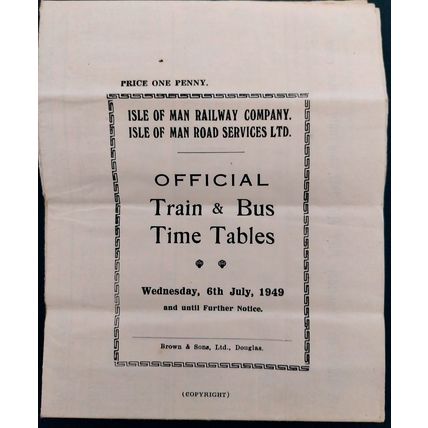 PRICE ONE PENNY.
ISLE OF MAN RAILWAY COMPANY.
ISLE OF MAN ROAD SERVICES LTD.
OFFICIAL
Train & Bus
Time Tables
Wednesday, 6th July, 1949
and until Further Notice.
Brown & Sons, Ltd., Douglas.
(COPYRIGHT)